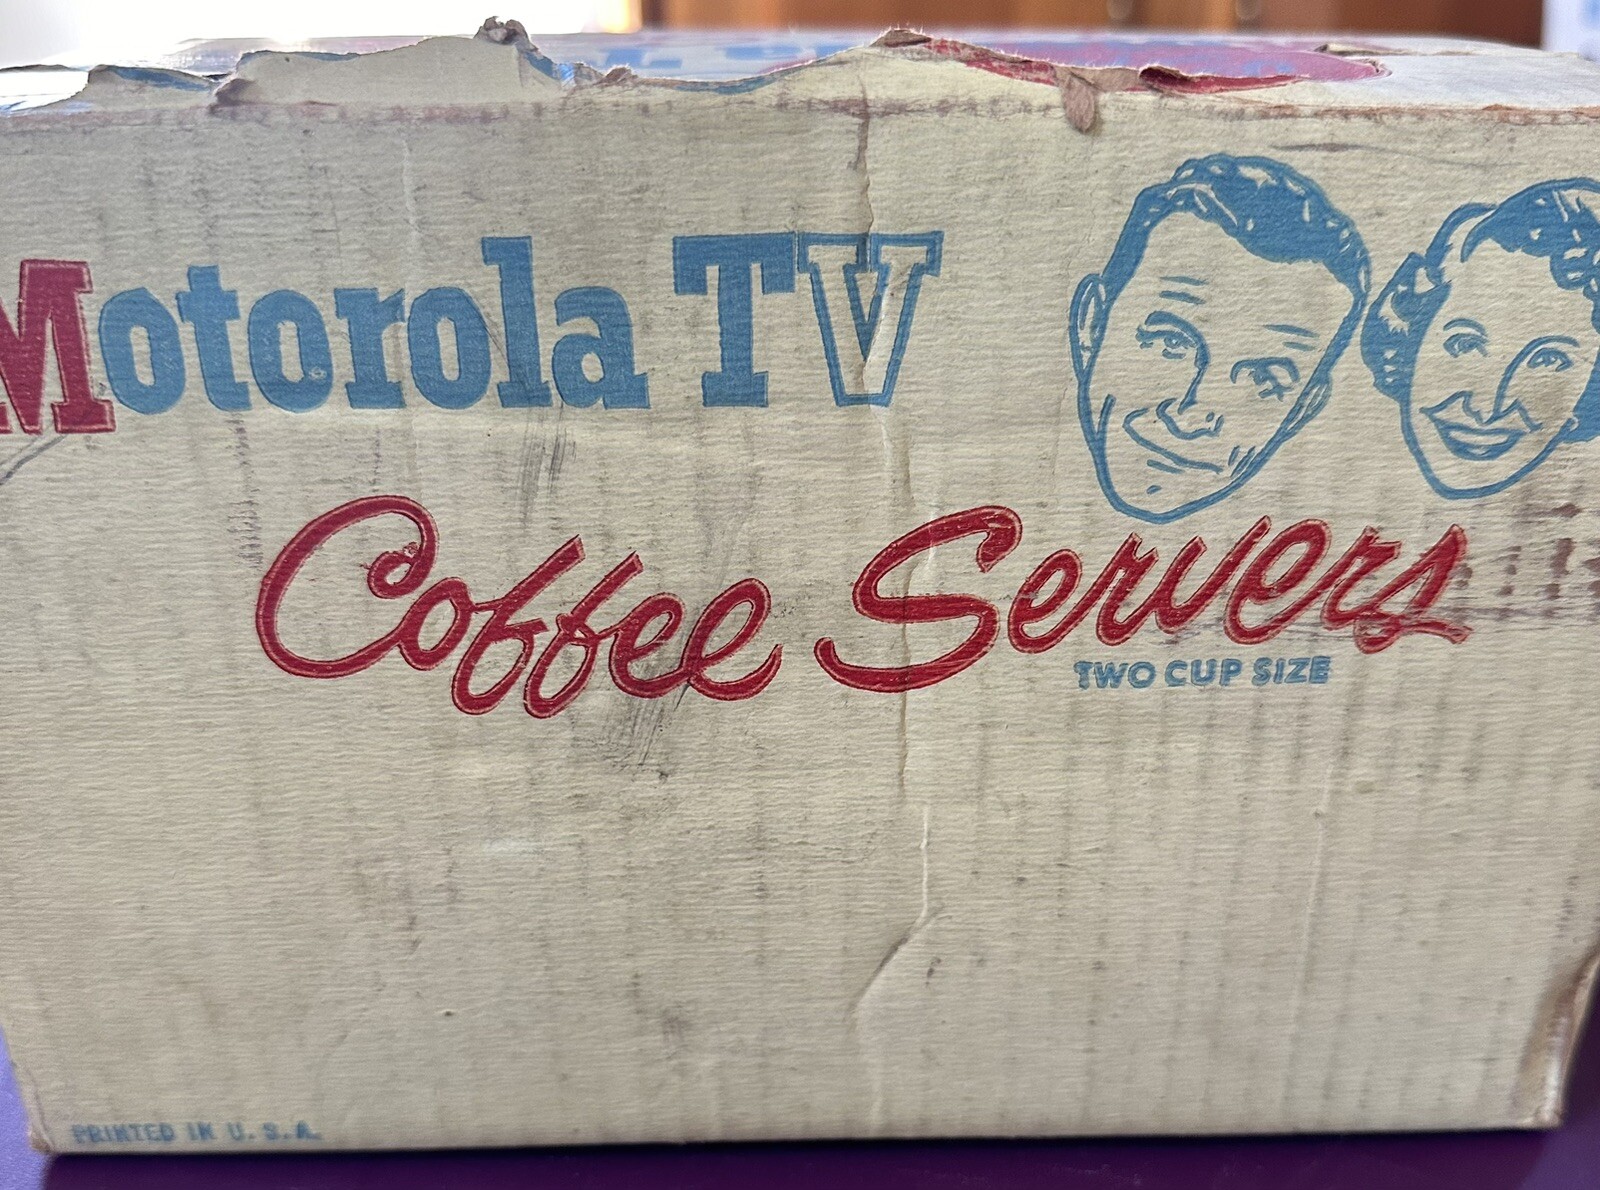 Motorola TV
Coffee Servers
TWO CUP SIZE
PRINTED IN U.S.A.